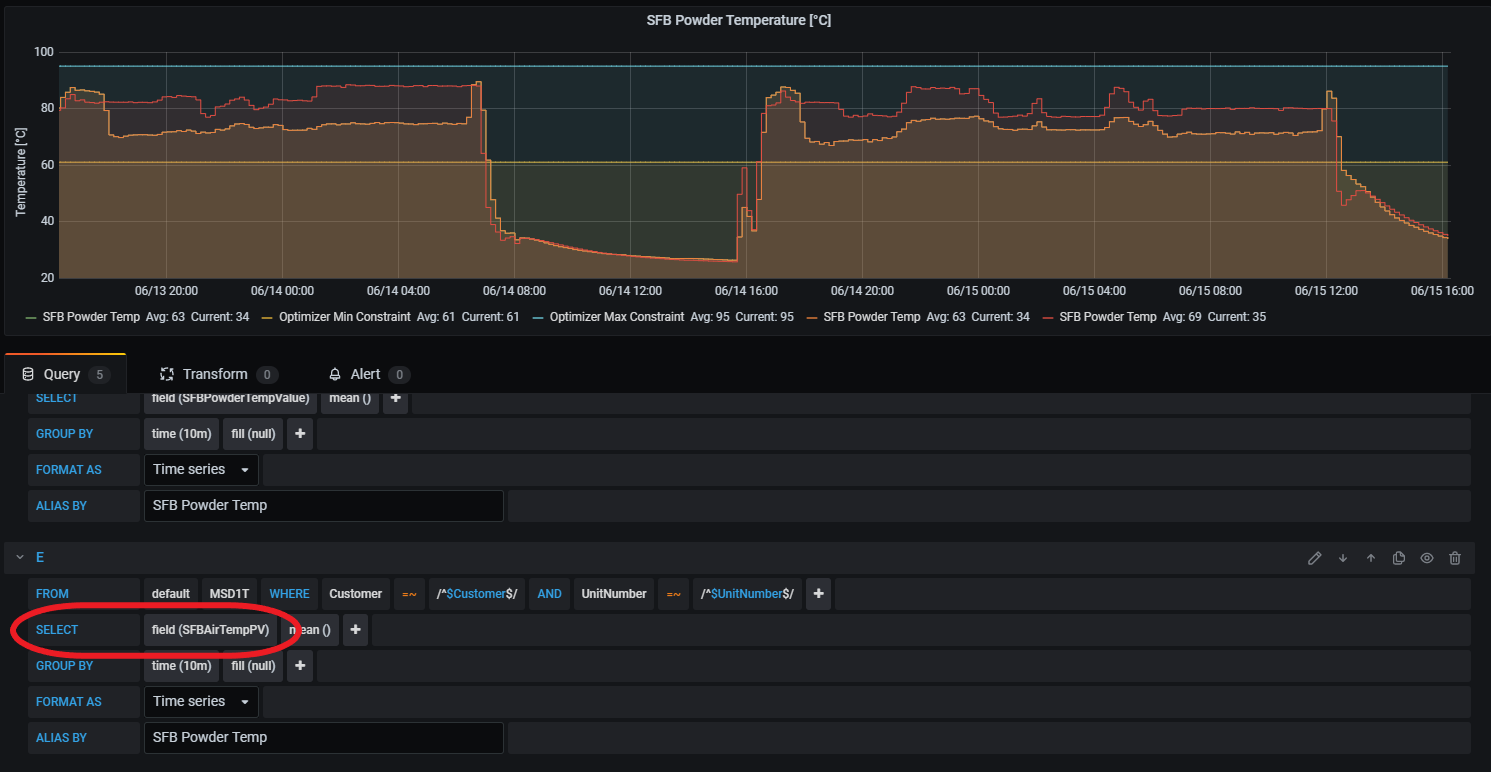 SFB Powder Temperature [°C]
Temperature [°C]
100
80
60
40
20
06/13 20:00 06/14 00:00 06/14 04:00 06/14 08:00 06/14 12:00 06/14 16:00 06/14 20:00 06/15 00:00 06/15 04:00 06/15 08:00 06/15 12:00 06/15 16:00
SFB Powder Temp Avg: 63 Current: 34 Optimizer Min Constraint Avg: 61 Current: 61 Optimizer Max Constraint Avg: 95 Current: 95 SFB Powder Temp Avg: 63 Current: 34 SFB Powder Temp Avg: 69 Current: 35
Query 5 Transform 0 Alert 0
SELECT field (SFBPowderTempValue) mean () +
GROUP BY time (10m) fill (null) +
FORMAT AS Time series
ALIAS BY SFB Powder Temp
E
FROM default MSD1T WHERE Customer =~ /^$Customer$/ AND UnitNumber =~ /^$UnitNumber$/ +
SELECT field (SFBAirTempPV) mean () +
GROUP BY time (10m) fill (null) +
FORMAT AS Time series
ALIAS BY SFB Powder Temp